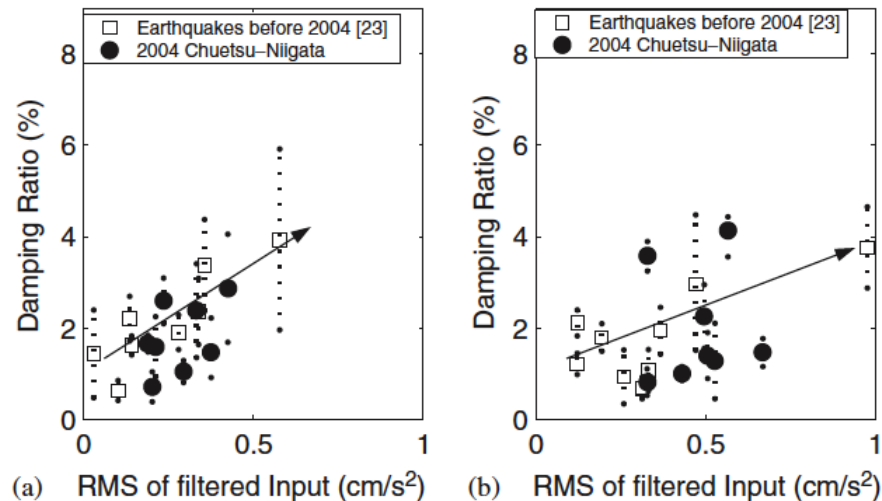 Earthquakes before 2004 [23]
2004 Chuetsu–Niigata
Damping Ratio (%)
8
6
4
2
0
0
0.5
1
(a) RMS of filtered Input (cm/s²)
Earthquakes before 2004 [23]
2004 Chuetsu–Niigata
Damping Ratio (%)
8
6
4
2
0
0
0.5
1
(b) RMS of filtered Input (cm/s²)